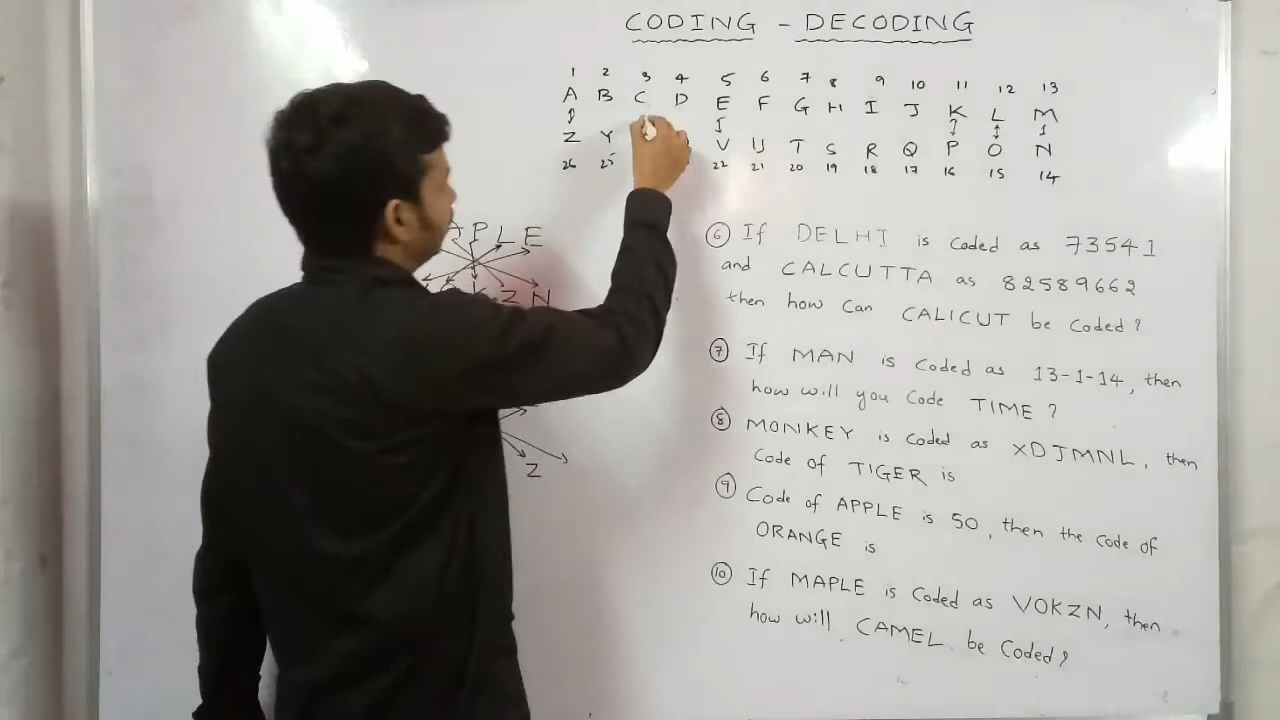 CODING - DECODING
1 2 3 4 5 6 7 8 9 10 11 12 13
A B C D E F G H I J K L M
Z Y V U T S R Q P O N
26 25 22 21 20 19 18 17 16 15 14
⑥ If DELHI is coded as 73541
and CALCUTTA as 82589662
then how can CALICUT be coded?
⑦ If MAN is coded as 13-1-14, then
how will you code TIME?
⑧ MONKEY is coded as XDJMNL, then
code of TIGER is
⑨ Code of APPLE is 50, then the code of
ORANGE is
⑩ If MAPLE is coded as VOKZN, then
how will CAMEL be coded?
A P L E
K Z N
Z